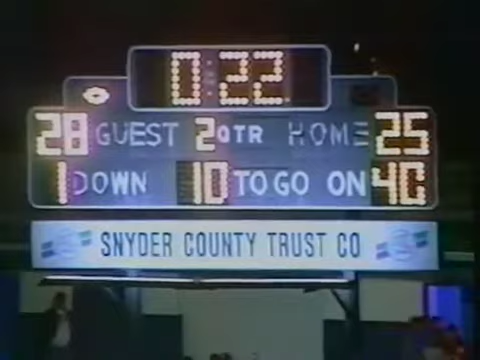 0:22
28 GUEST 2 QTR HOME 25
1 DOWN 10 TO GO ON 40
SNYDER COUNTY TRUST CO